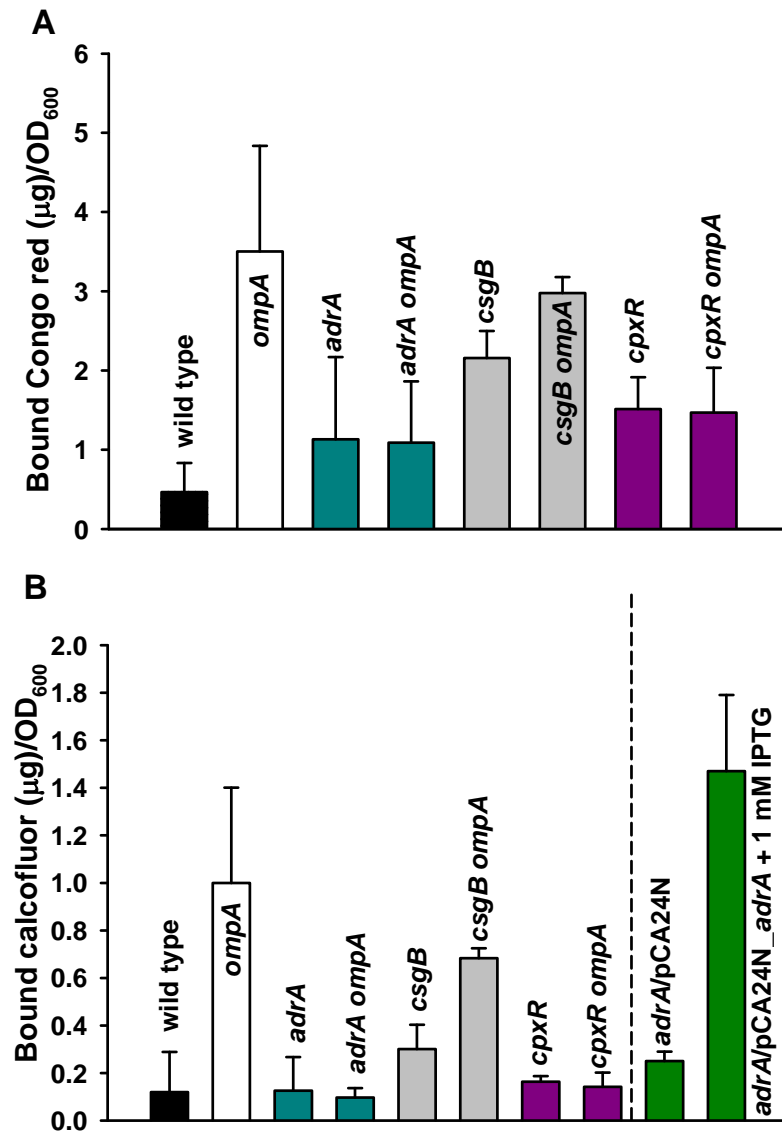 A
Bound Congo red (μg)/OD600
6
5
4
3
2
1
0
wild type
ompA
adrA
adrA ompA
csgB
csgB ompA
cpxR
cpxR ompA
B
Bound calcofluor (μg)/OD600
2.0
1.8
1.6
1.4
1.2
1.0
0.8
0.6
0.4
0.2
0.0
wild type
ompA
adrA
adrA ompA
csgB
csgB ompA
cpxR
cpxR ompA
adrA/pCA24N
adrA/pCA24N_adrA + 1 mM IPTG